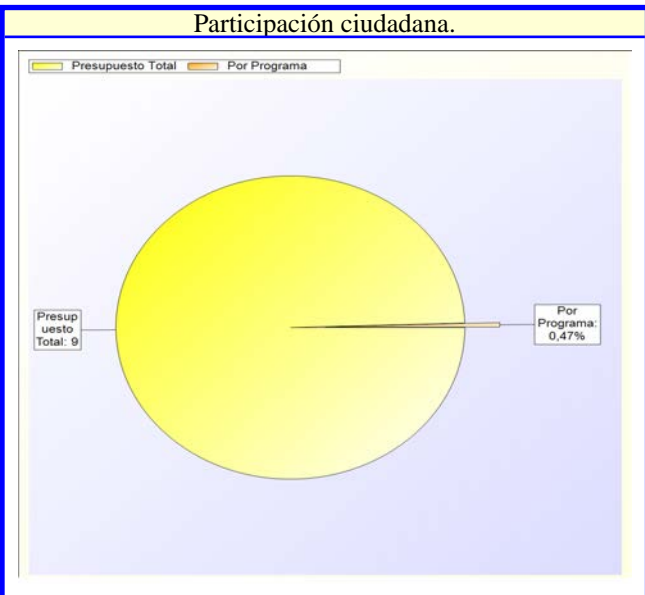 Participación ciudadana.
Presupuesto Total
Por Programa
Presup
uesto
Total: 9
Por
Programa:
0,47%